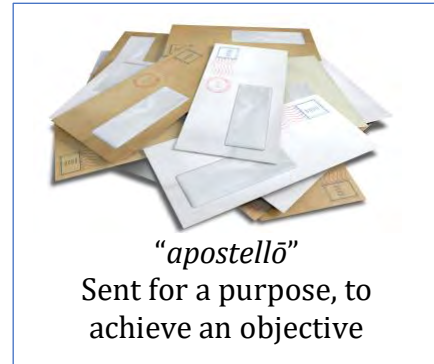 “apostellō”
Sent for a purpose, to
achieve an objective